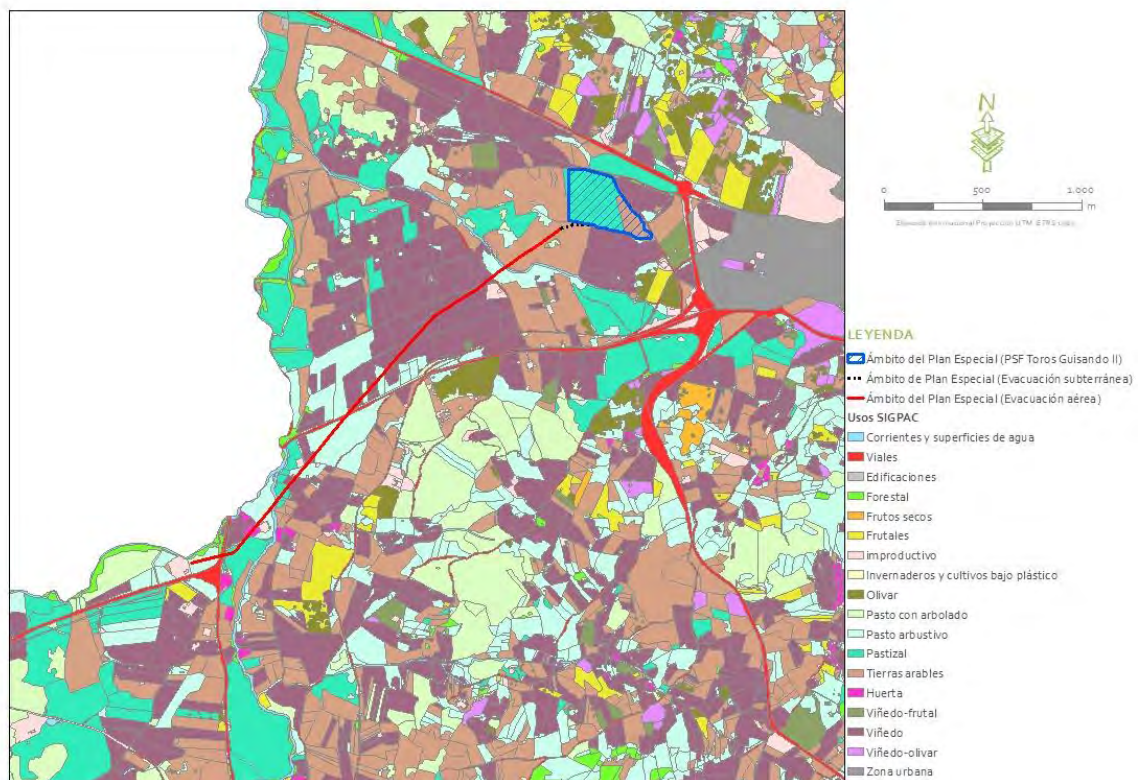 N
0 500 1.000
m
LEYENDA
Ámbito del Plan Especial (PSF Toros Guisando II)
Ámbito de Plan Especial (Evacuación subterránea)
Ámbito del Plan Especial (Evacuación aérea)
Usos SIGPAC
Corrientes y superficies de agua
Viales
Edificaciones
Forestal
Frutos secos
Frutales
improductivo
Invernaderos y cultivos bajo plástico
Olivar
Pasto con arbolado
Pasto arbustivo
Pastizal
Tierras arables
Huerta
Viñedo-frutal
Viñedo
Viñedo-olivar
Zona urbana